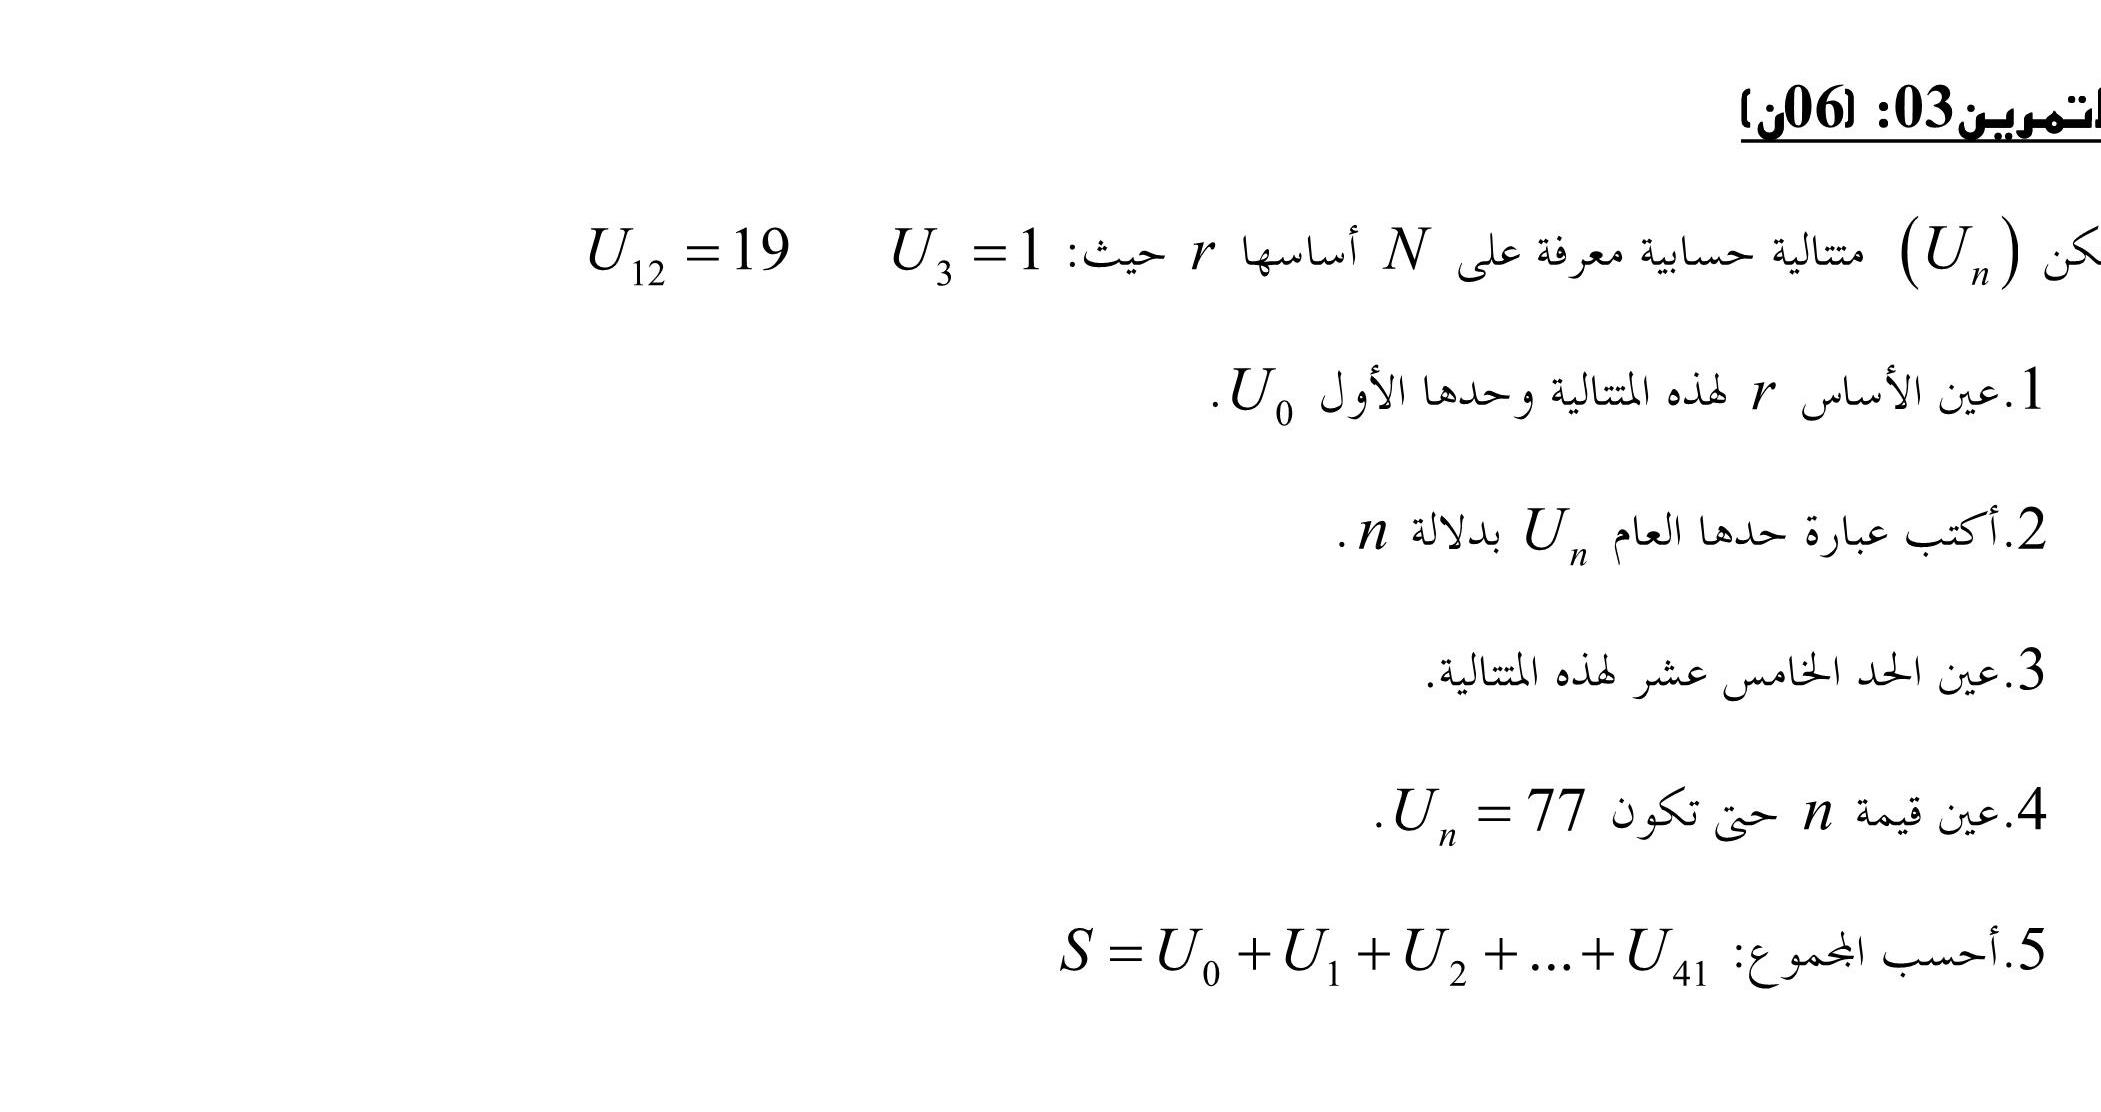 لتمرين03: (06ن)
كن (U_n) متتالية حسابية معرفة على N أساسها r حيث: U_3 = 1 U_12 = 19
1.عين الأساس r لهذه المتتالية وحدها الأول U_0 .
2.أكتب عبارة حدها العام U_n بدلالة n .
3.عين الحد الخامس عشر لهذه المتتالية.
4.عين قيمة n حتى تكون U_n = 77 .
5.أحسب المجموع: S = U_0 + U_1 + U_2 + ... + U_41